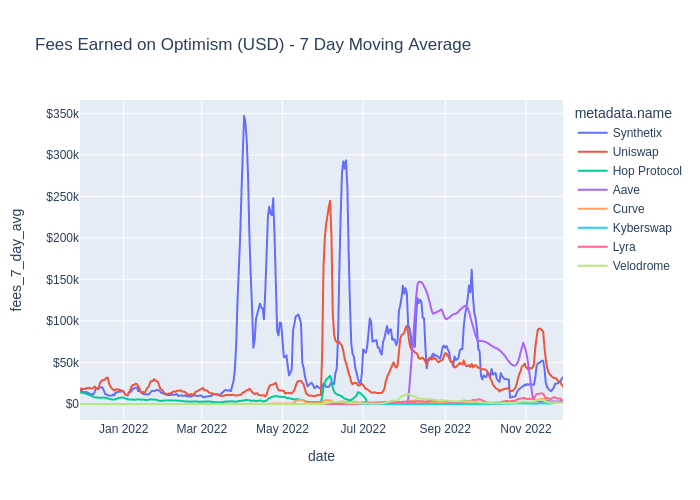 Fees Earned on Optimism (USD) - 7 Day Moving Average
metadata.name
Synthetix
Uniswap
Hop Protocol
Aave
Curve
Kyberswap
Lyra
Velodrome
fees_7_day_avg
$350k
$300k
$250k
$200k
$150k
$100k
$50k
$0
Jan 2022
Mar 2022
May 2022
Jul 2022
Sep 2022
Nov 2022
date